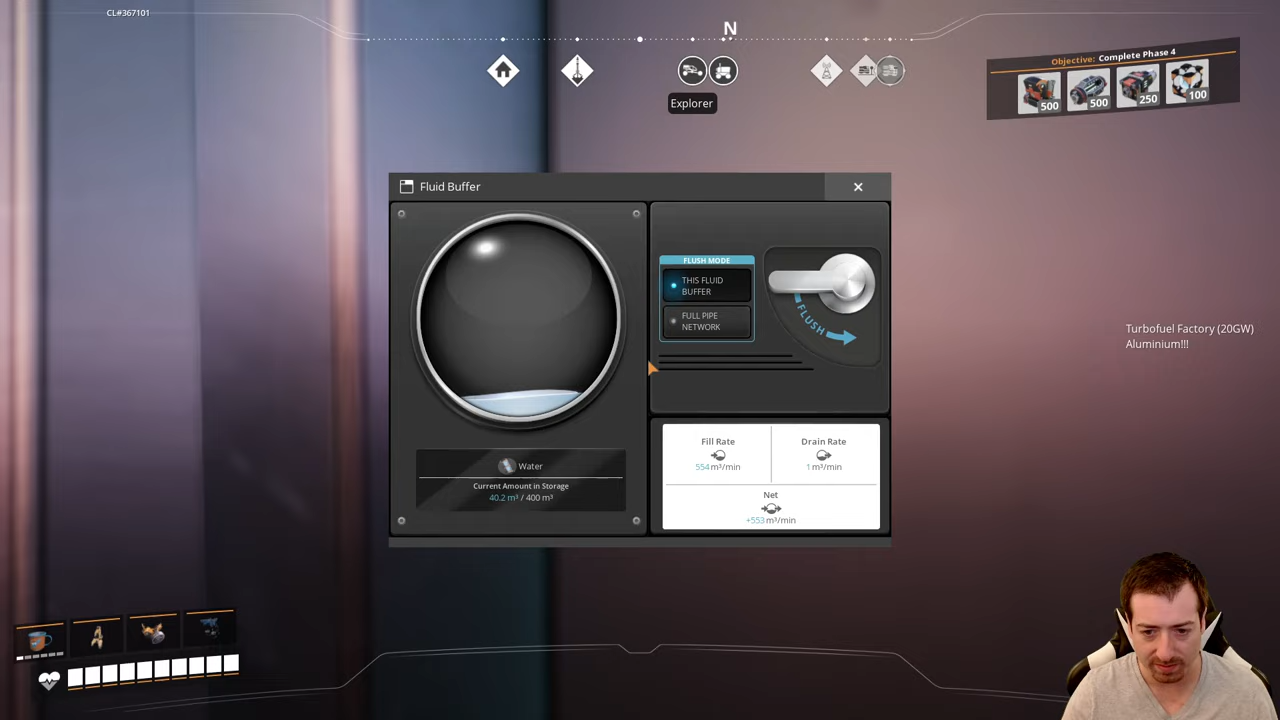 CL#367101
N
Explorer
Objective: Complete Phase 4
500
500
250
100
Fluid Buffer
FLUSH MODE
THIS FLUID
BUFFER
FULL PIPE
NETWORK
FLUSH
Turbofuel Factory (20GW)
Aluminium!!!
Water
Current Amount in Storage
40.2 m³ / 400 m³
Fill Rate
554 m³/min
Drain Rate
1 m³/min
Net
+553 m³/min